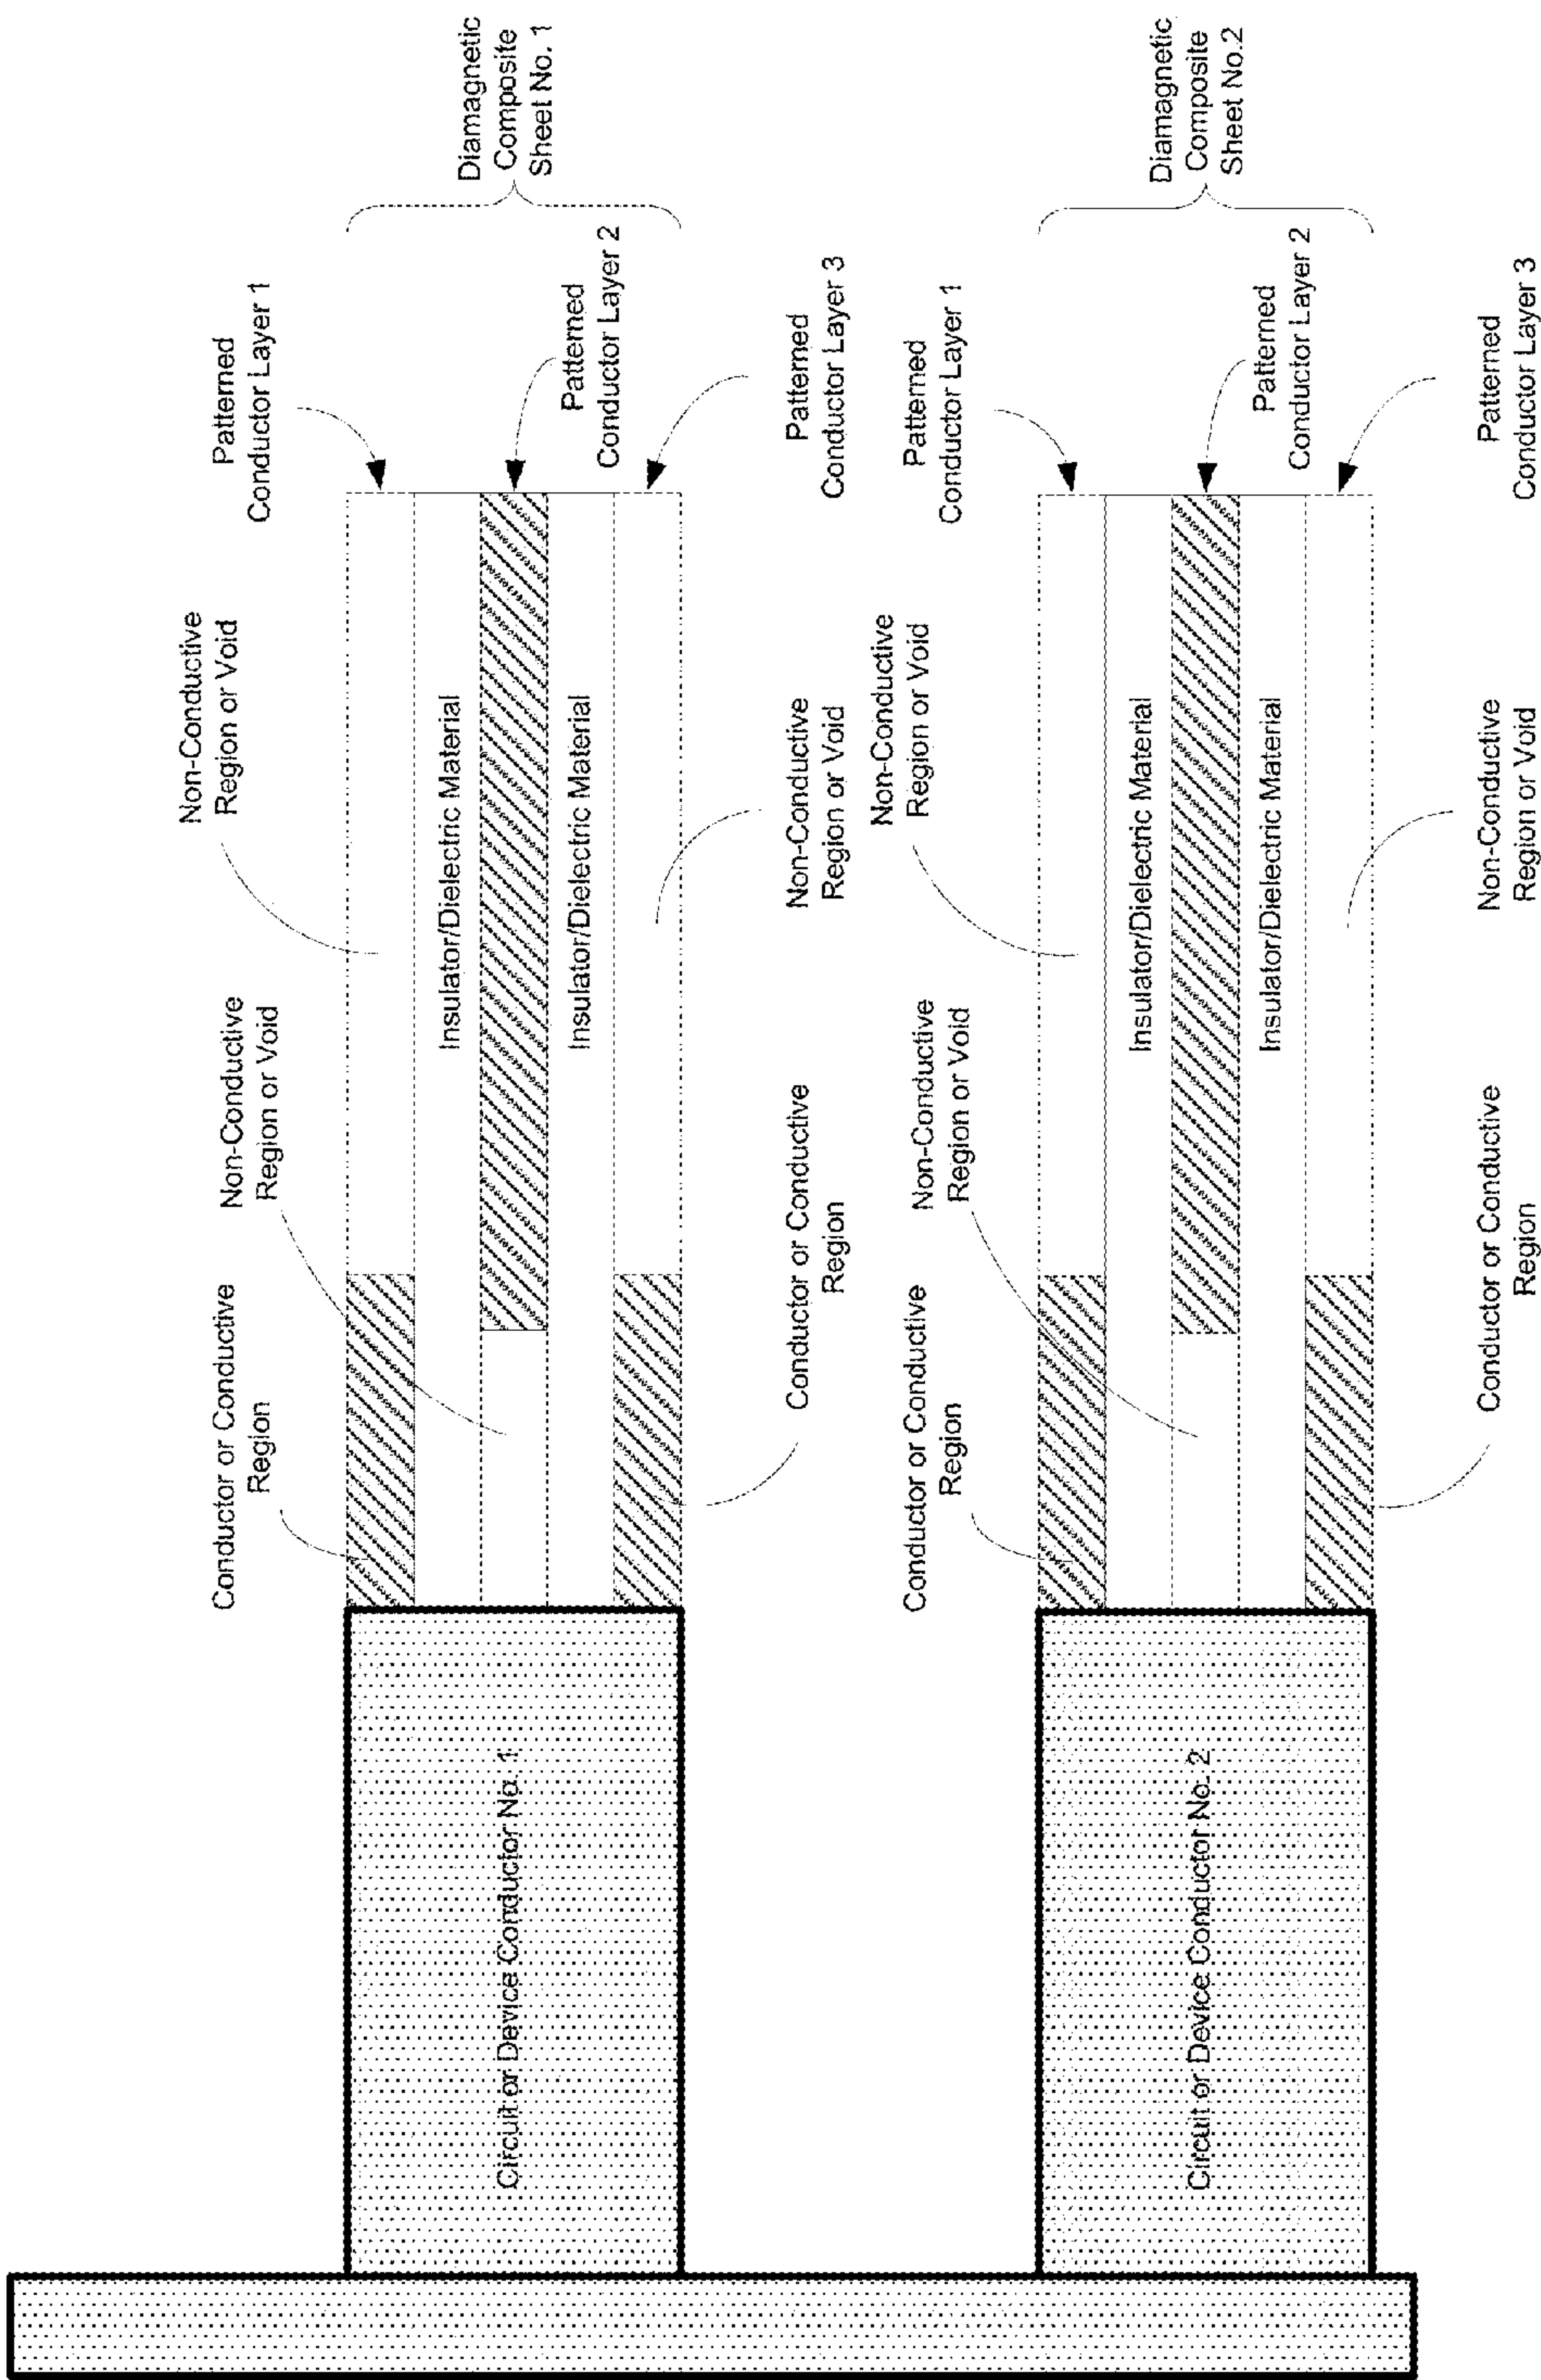 Diamagnetic
Composite
Sheet No. 1
Patterned
Conductor Layer 1
Patterned
Conductor Layer 2
Patterned
Conductor Layer 3
Non-Conductive
Region or Void
Insulator/Dielectric Material
Insulator/Dielectric Material
Non-Conductive
Region or Void
Non-Conductive
Region or Void
Conductor or Conductive
Region
Conductor or Conductive
Region
Circuit or Device Conductor No. 1
Diamagnetic
Composite
Sheet No.2
Patterned
Conductor Layer 1
Patterned
Conductor Layer 2
Patterned
Conductor Layer 3
Non-Conductive
Region or Void
Insulator/Dielectric Material
Insulator/Dielectric Material
Non-Conductive
Region or Void
Non-Conductive
Region or Void
Conductor or Conductive
Region
Conductor or Conductive
Region
Circuit or Device Conductor No. 2